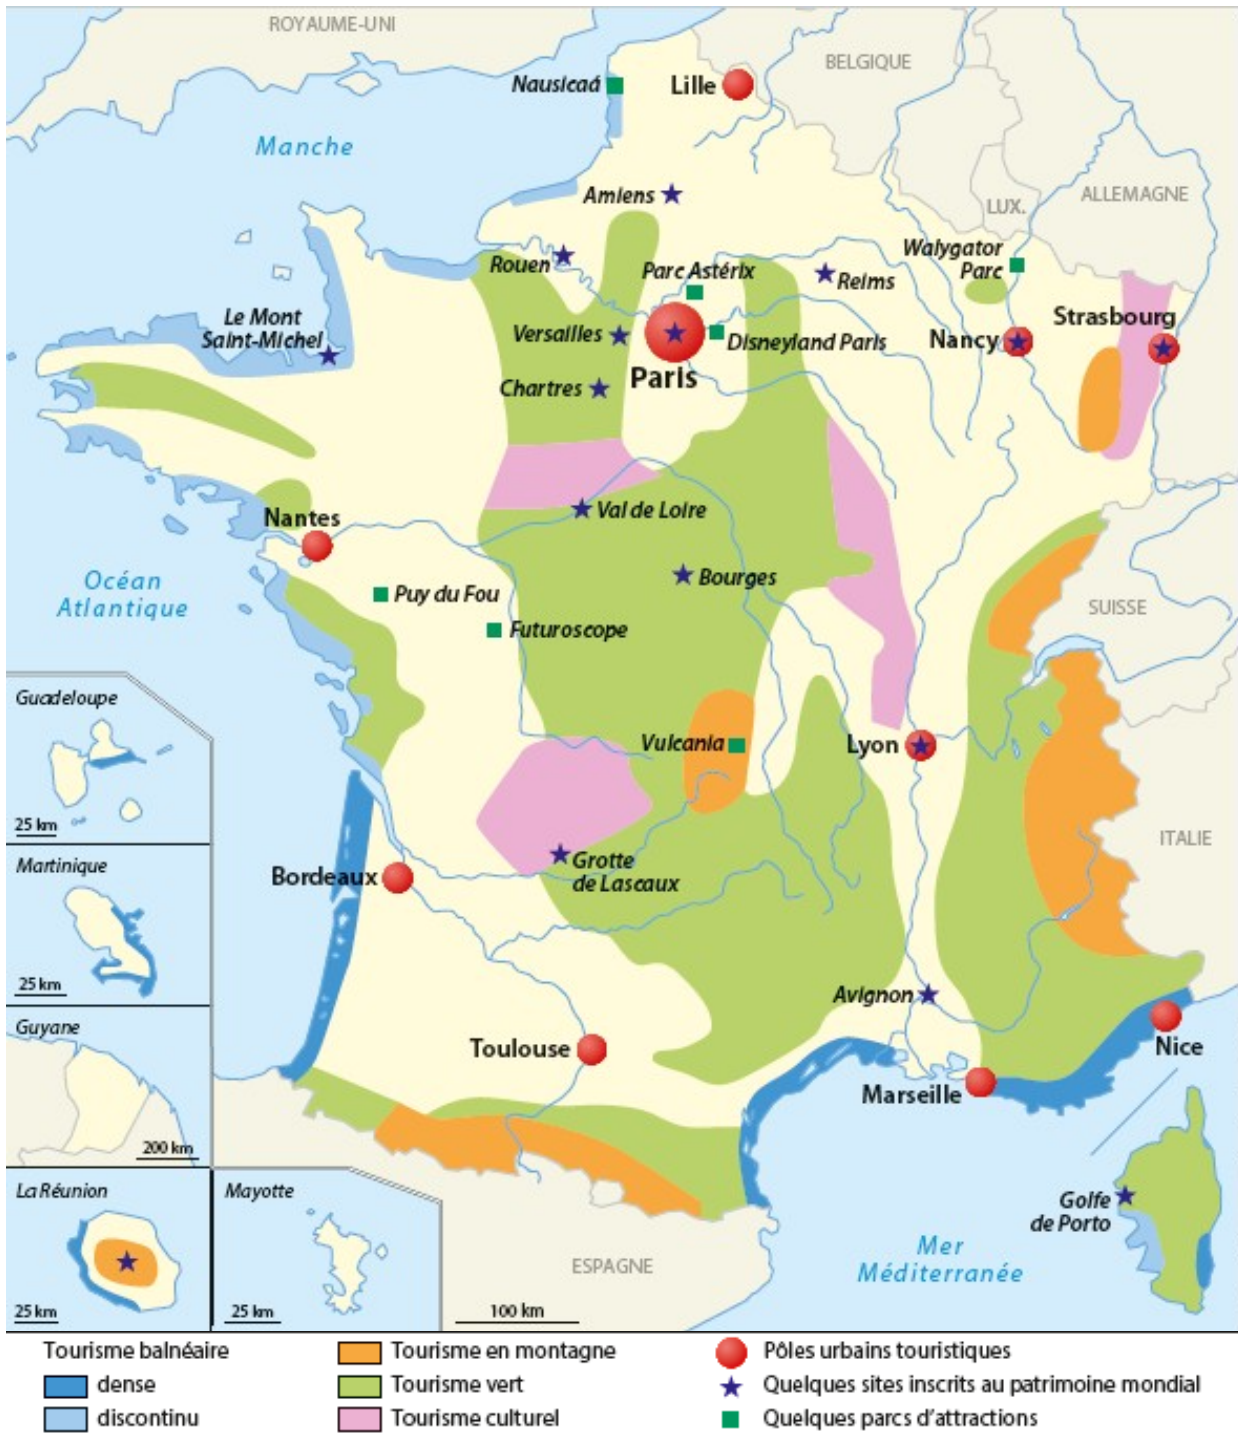 ROYAUME-UNI
BELGIQUE
Nausicaá
Lille
Manche
ALLEMAGNE
Amiens
LUX.
Rouen
Parc Astérix
Walygator
Parc
Reims
Le Mont
Saint-Michel
Versailles
Disneyland Paris
Nancy
Strasbourg
Paris
Chartres
Nantes
Val de Loire
Océan
Atlantique
Bourges
Puy du Fou
SUISSE
Futuroscope
Guadeloupe
25 km
Vulcania
Lyon
ITALIE
Martinique
25 km
Bordeaux
Grotte
de Lascaux
Guyane
200 km
Avignon
Toulouse
Nice
Marseille
La Réunion
25 km
Mayotte
25 km
Golfe
de Porto
Mer
Méditerranée
ESPAGNE
100 km
Tourisme balnéaire
dense
discontinu
Tourisme en montagne
Tourisme vert
Tourisme culturel
Pôles urbains touristiques
Quelques sites inscrits au patrimoine mondial
Quelques parcs d'attractions